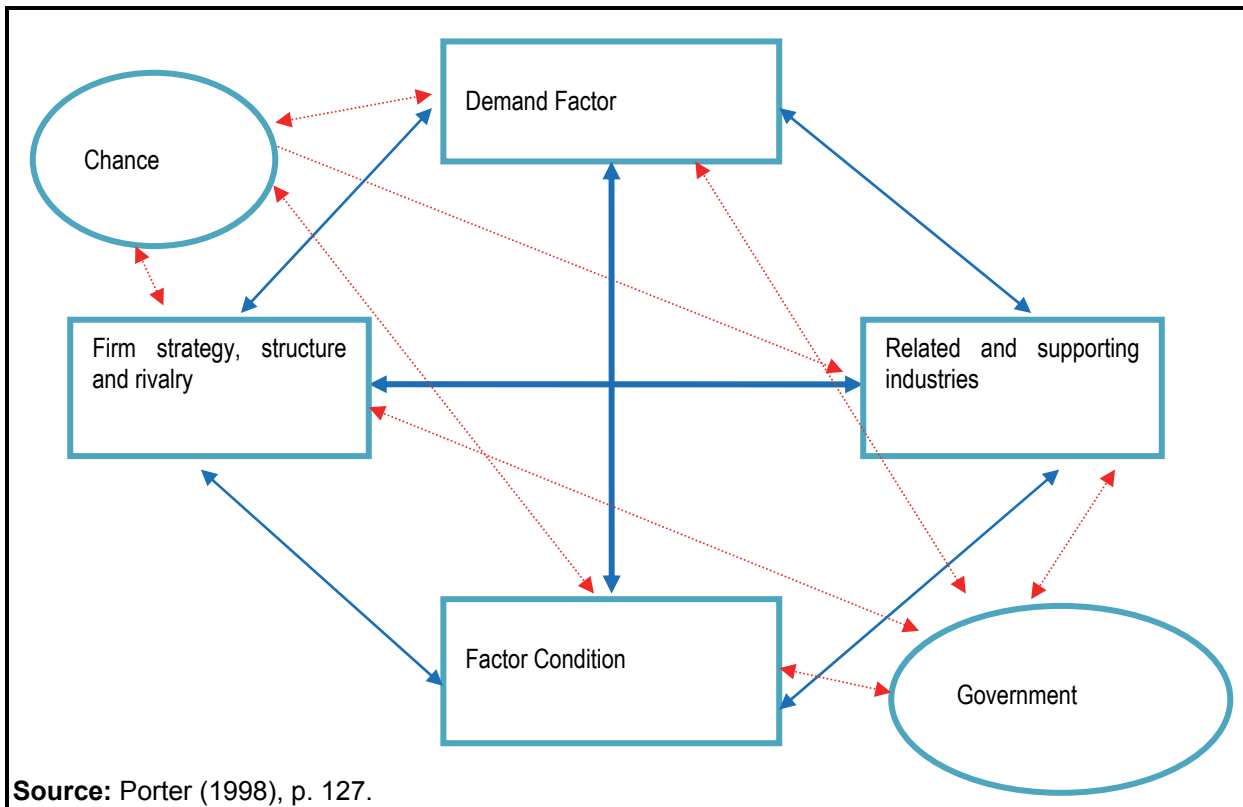 Demand Factor
Chance
Firm strategy, structure
and rivalry
Related and supporting
industries
Factor Condition
Government
Source: Porter (1998), p. 127.